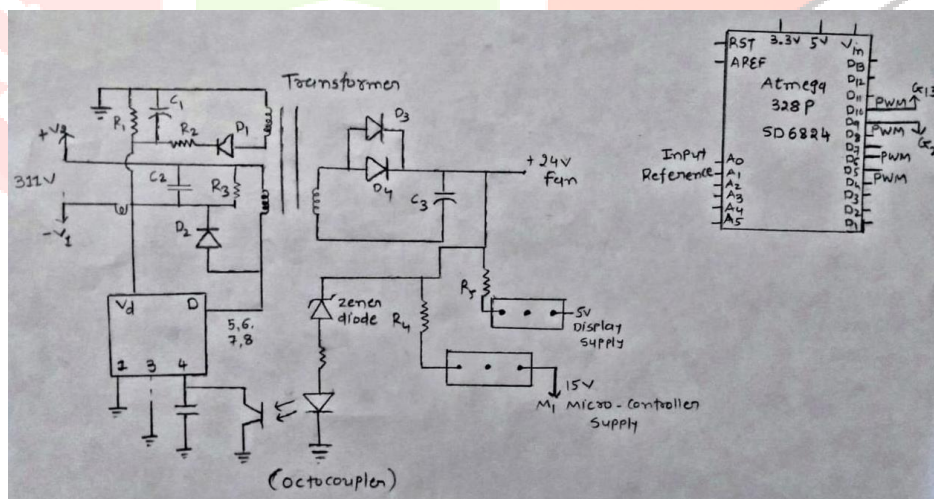 Transformer
C1
R1
R2
D1
+V2
311V
-V1
C2
R3
D2
D3
D4
C3
+24V
Fan
Vd
D
1
3
4
5,6,
7,8
zener
diode
R4
R5
5V
Display
Supply
15V
M1 Micro-Controller
Supply
(octocoupler)
RST
3.3V
5V
Vin
AREF
Atmega
328P
SD6824
Input
Reference
A0
A1
A2
A3
A4
A5
D13
D12
D11
D10
D9
D8
D7
D6
D5
D4
D3
D2
D1
PWM
G13
PWM
PWM
PWM